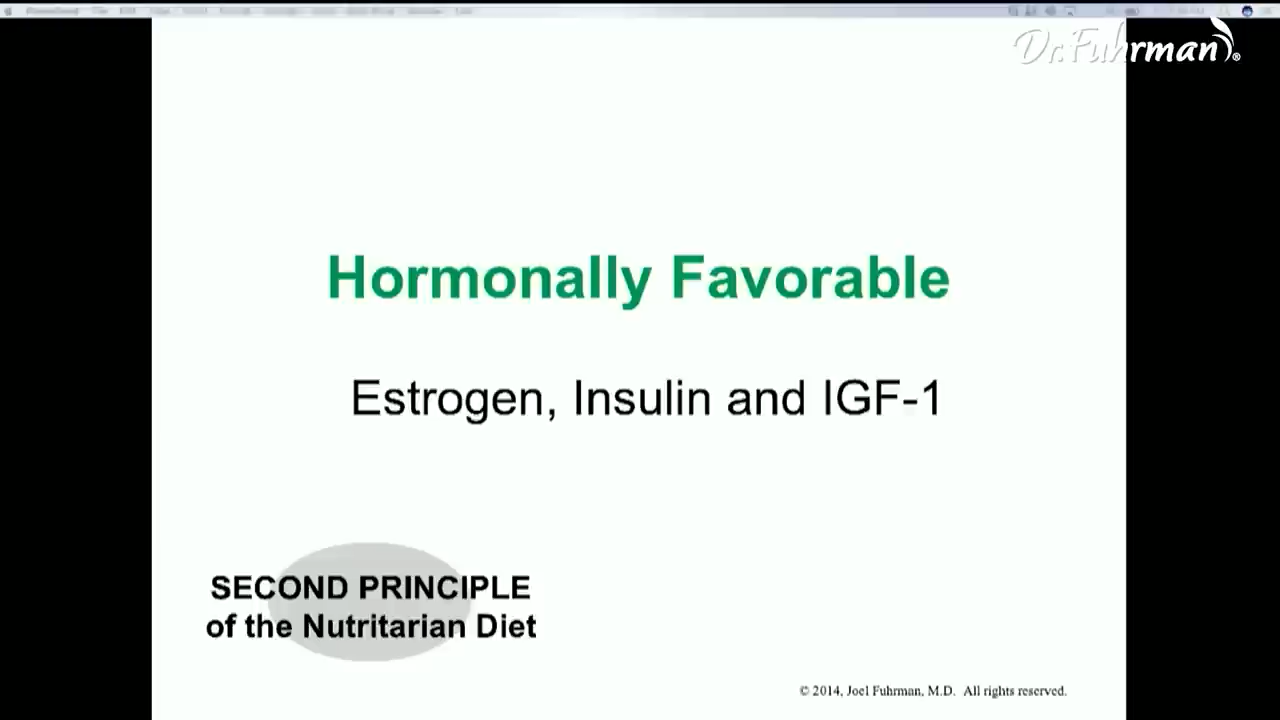 Dr. Fuhrman®
Hormonally Favorable
Estrogen, Insulin and IGF-1
SECOND PRINCIPLE
of the Nutritarian Diet
© 2014, Joel Fuhrman, M.D. All rights reserved.